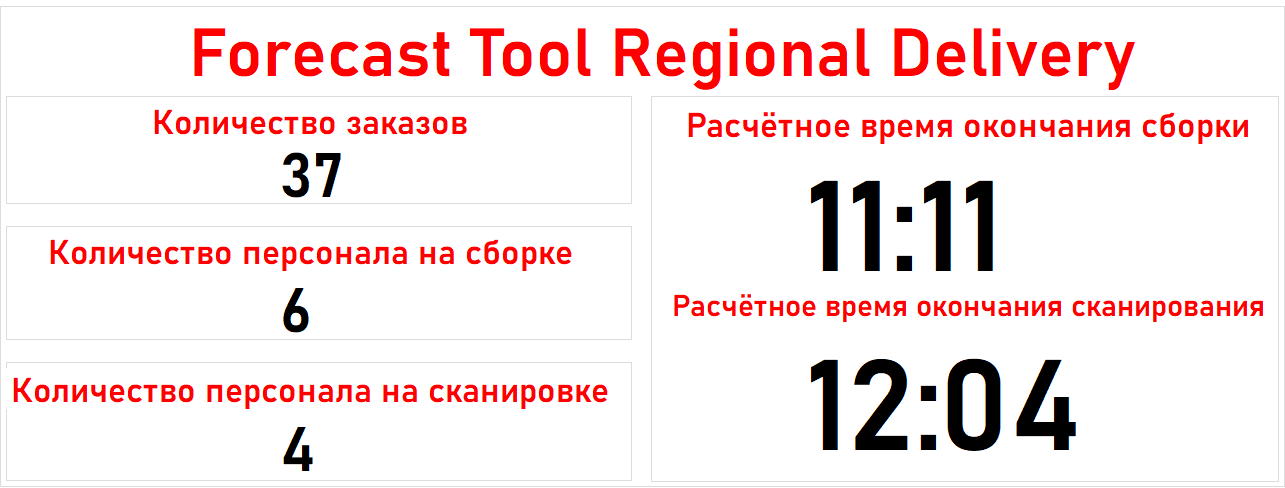 Forecast Tool Regional Delivery
Количество заказов
37
Количество персонала на сборке
6
Количество персонала на сканировке
4
Расчётное время окончания сборки
11:11
Расчётное время окончания сканирования
12:04